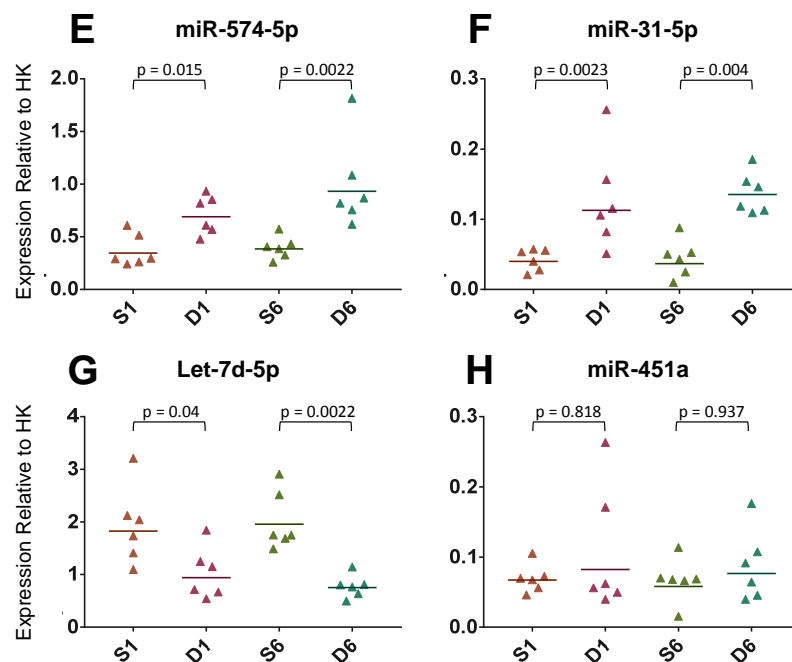 E
miR-574-5p
p = 0.015
p = 0.0022
Expression Relative to HK
2.0
1.5
1.0
0.5
0.0
S1
D1
S6
D6
F
miR-31-5p
p = 0.0023
p = 0.004
0.3
0.2
0.1
0.0
S1
D1
S6
D6
G
Let-7d-5p
p = 0.04
p = 0.0022
Expression Relative to HK
4
3
2
1
0
S1
D1
S6
D6
H
miR-451a
p = 0.818
p = 0.937
0.3
0.2
0.1
0.0
S1
D1
S6
D6